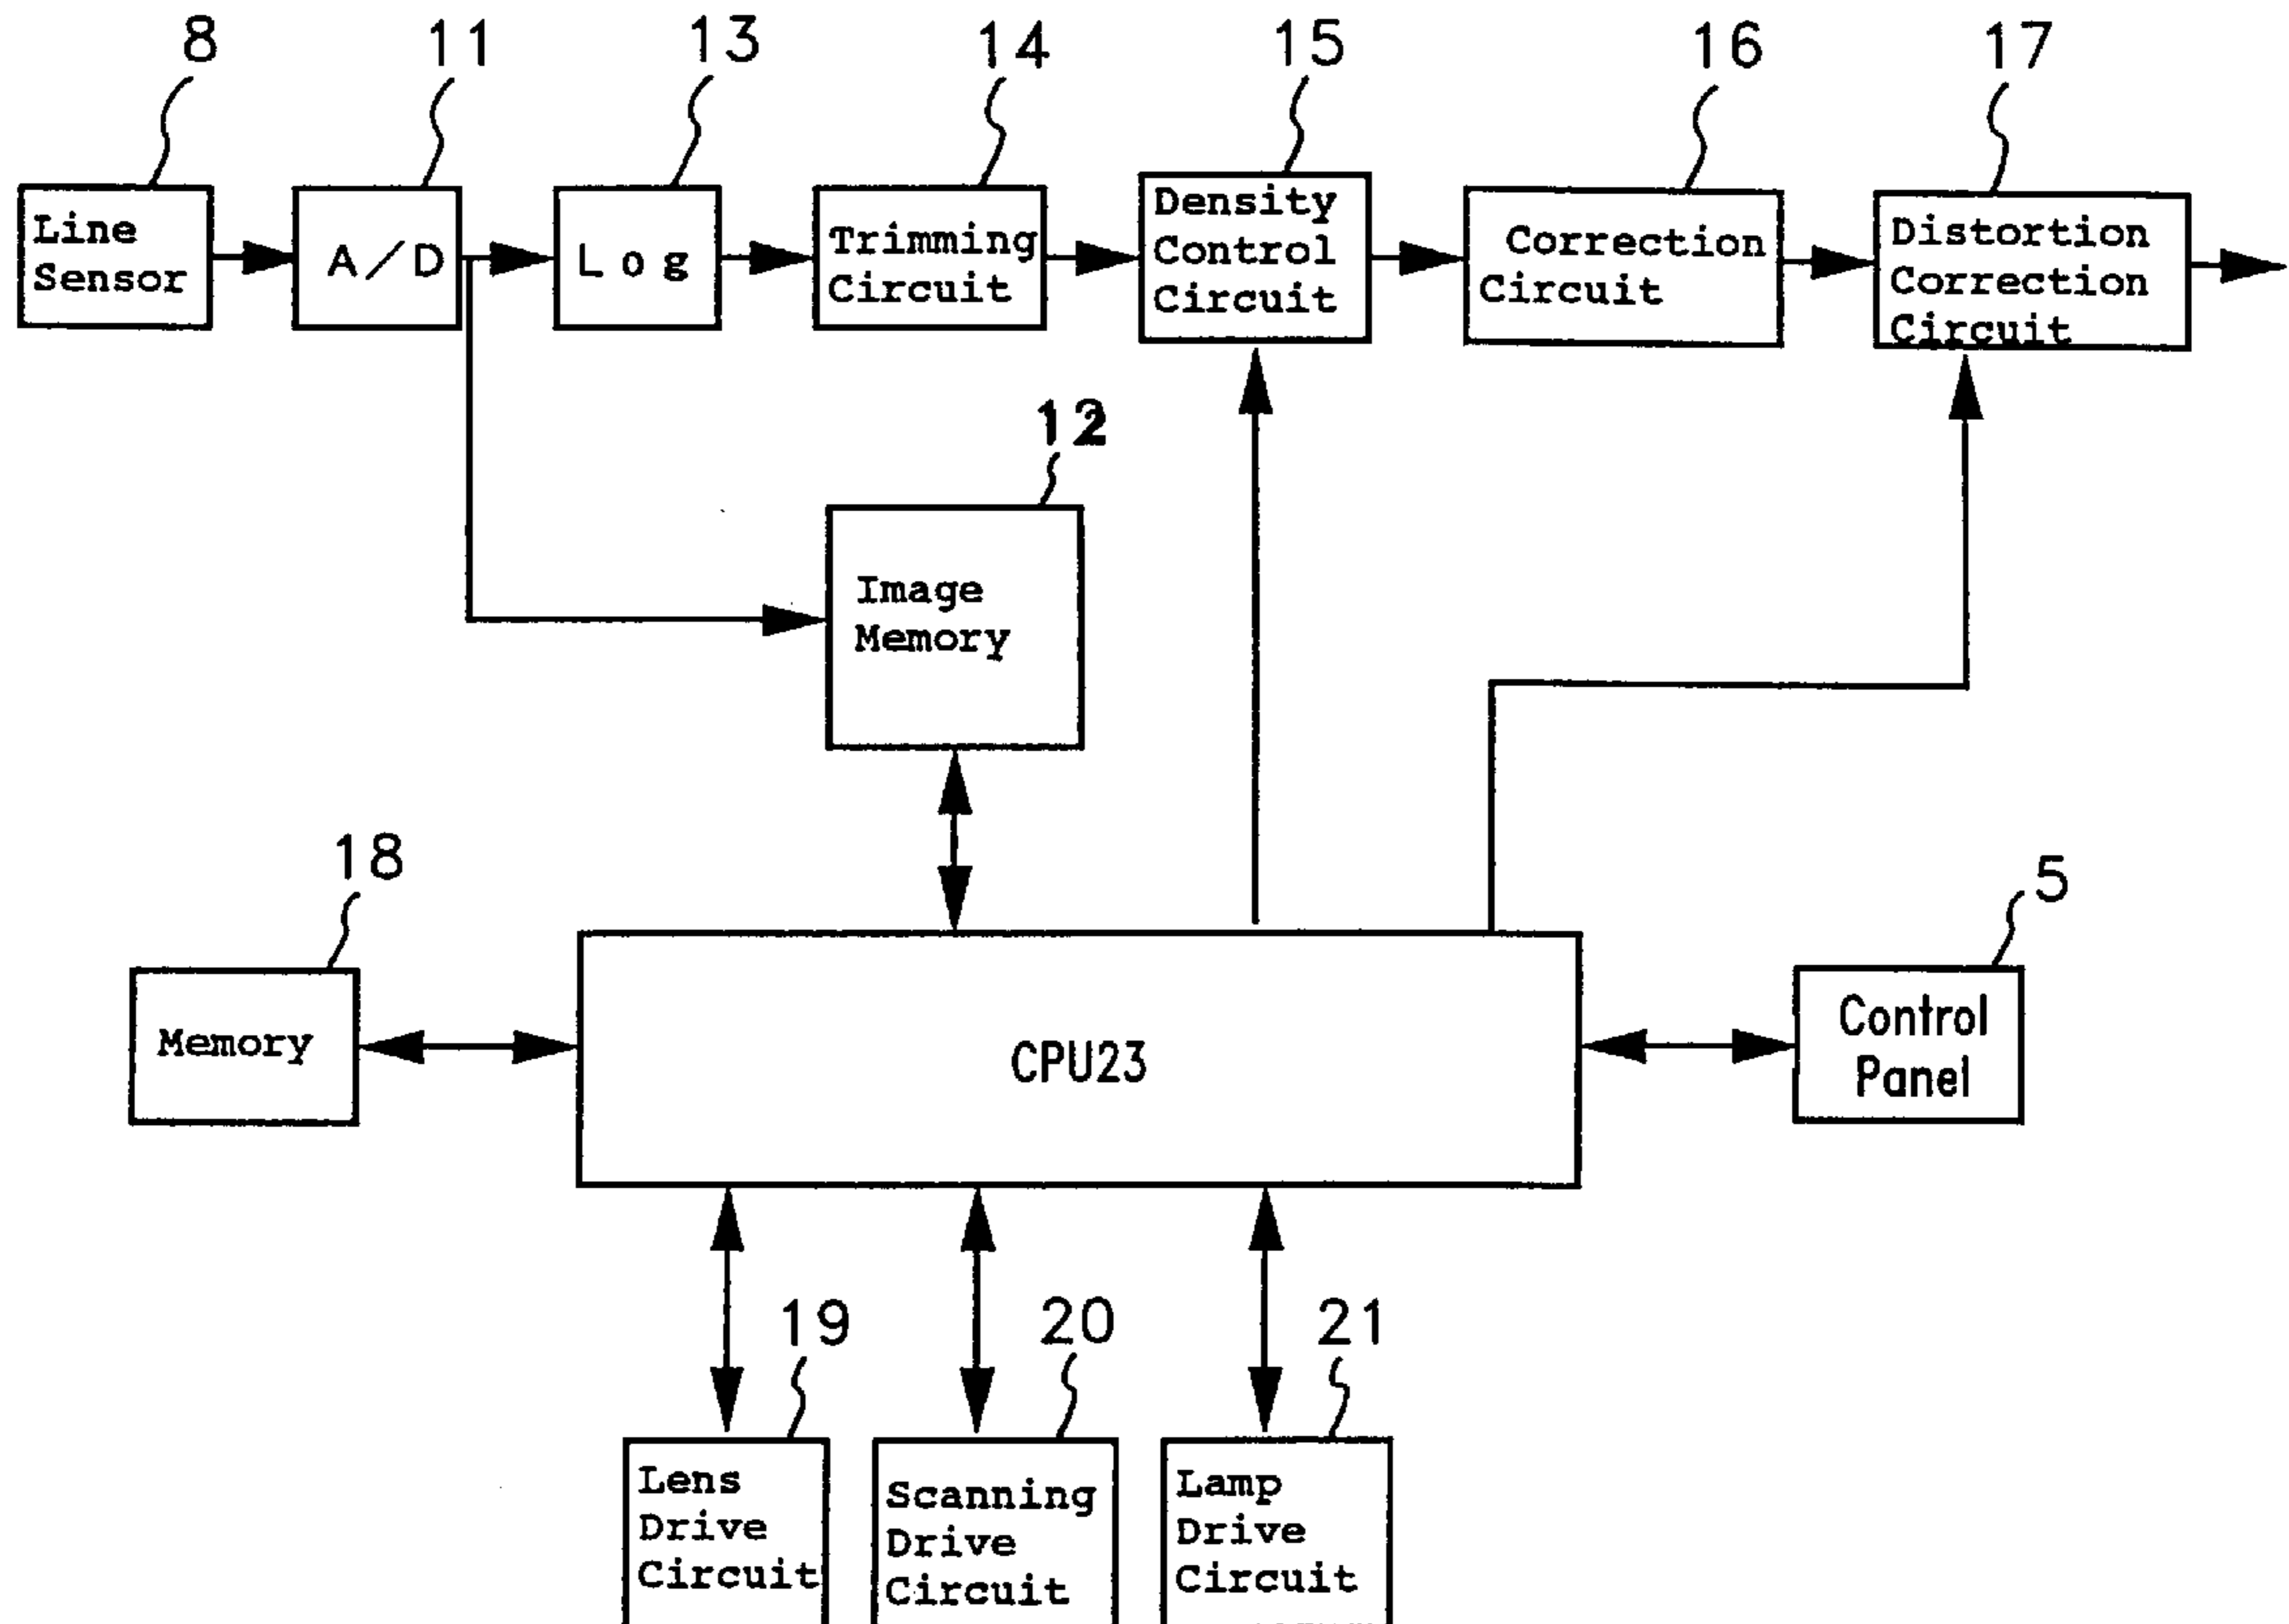 8
11
13
14
15
16
17
Line
Sensor
A/D
Log
Trimming
Circuit
Density
Control
Circuit
Correction
Circuit
Distortion
Correction
Circuit
12
Image
Memory
18
Memory
CPU23
5
Control
Panel
19
20
21
Lens
Drive
Circuit
Scanning
Drive
Circuit
Lamp
Drive
Circuit